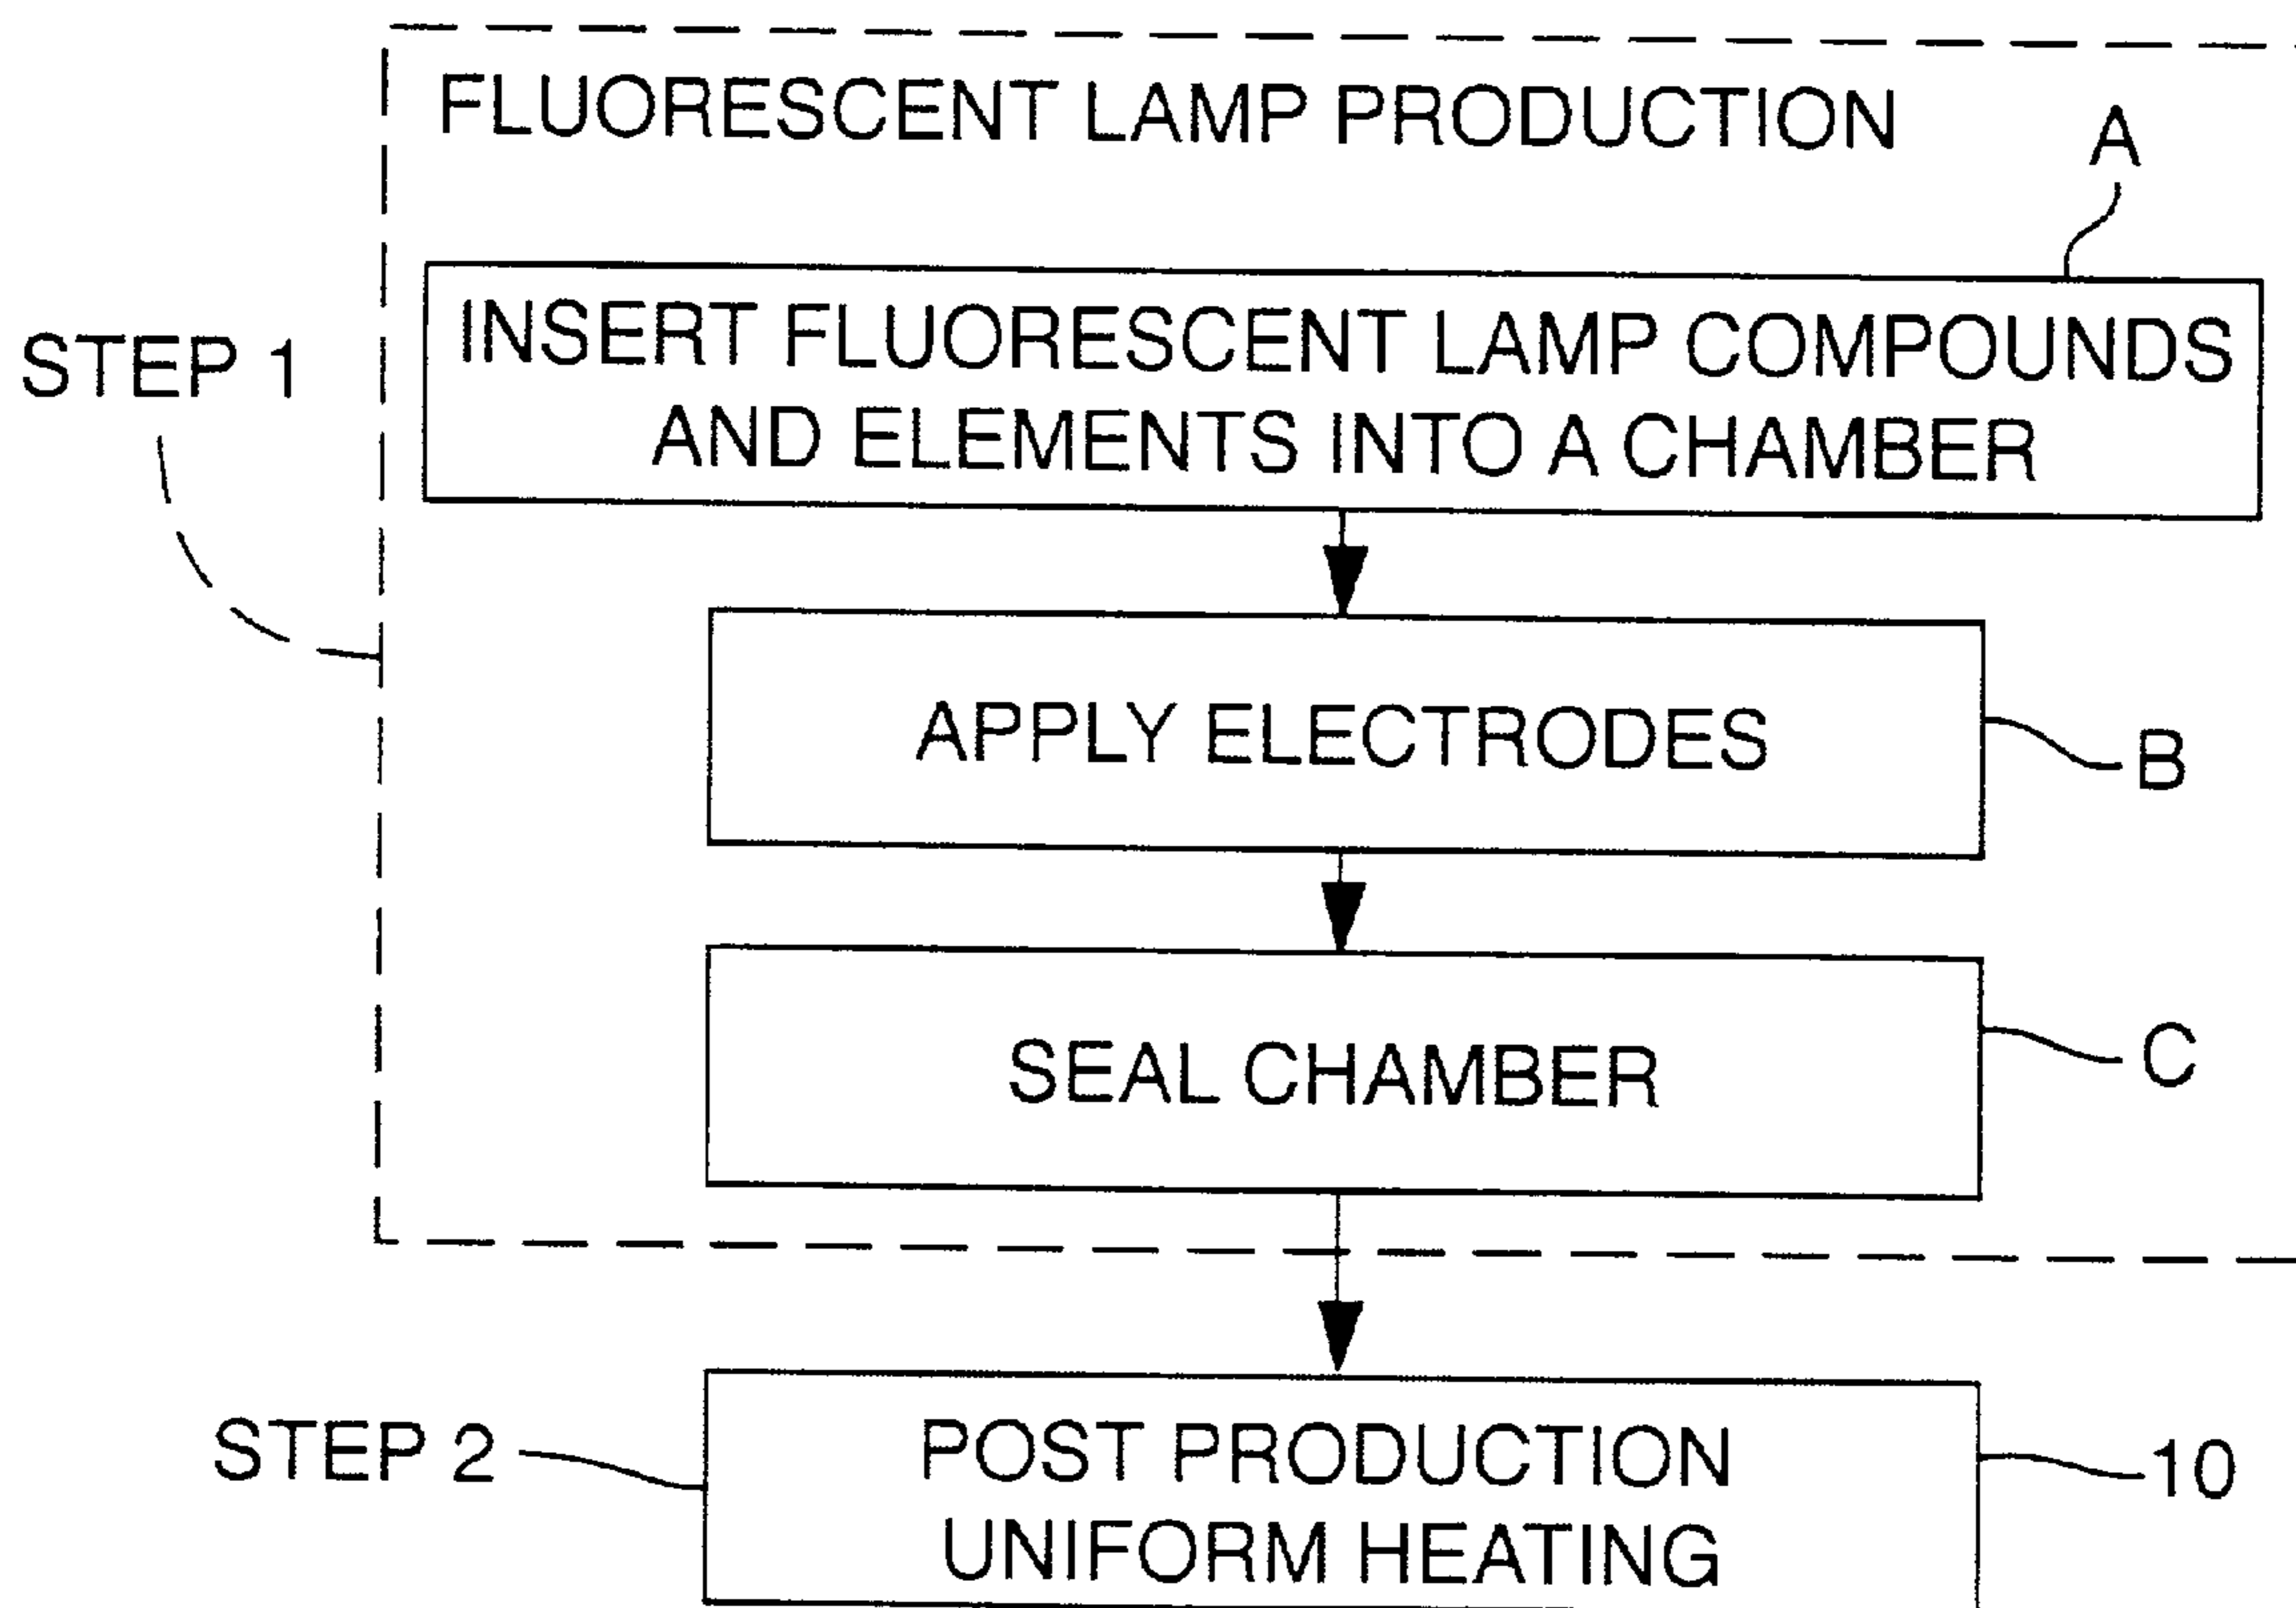 FLUORESCENT LAMP PRODUCTION
A
INSERT FLUORESCENT LAMP COMPOUNDS
AND ELEMENTS INTO A CHAMBER
STEP 1
APPLY ELECTRODES
B
SEAL CHAMBER
C
STEP 2
POST PRODUCTION
UNIFORM HEATING
10